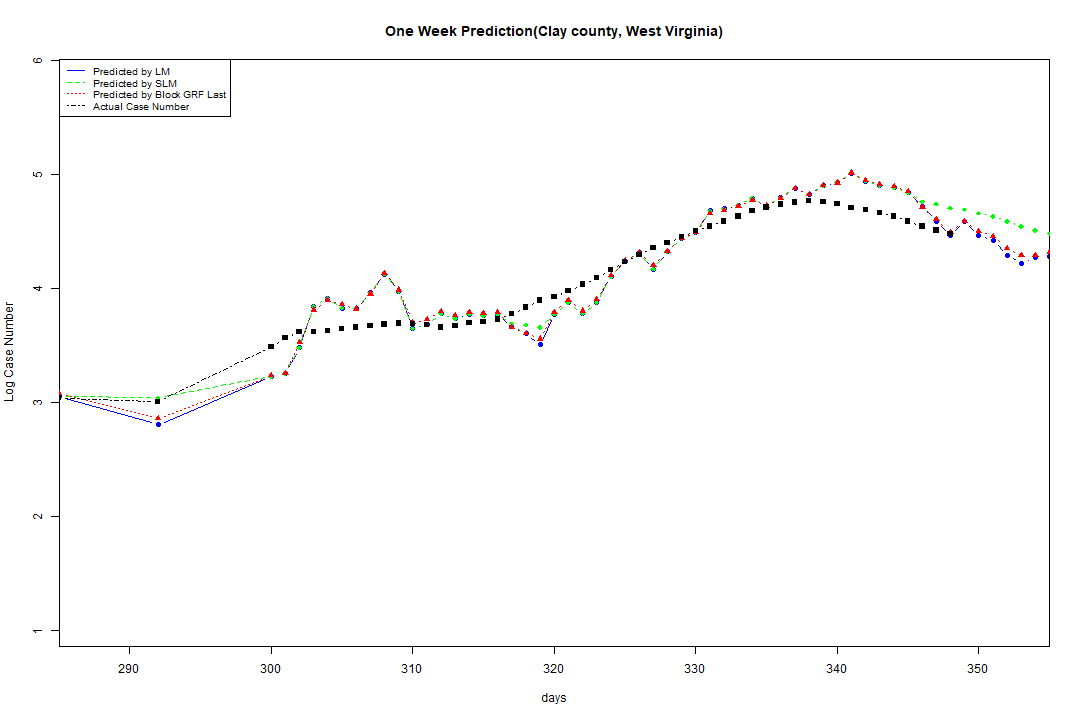 One Week Prediction(Clay county, West Virginia)
Predicted by LM
Predicted by SLM
Predicted by Block GRF Last
Actual Case Number
6
5
4
3
2
1
Log Case Number
290 300 310 320 330 340 350
days